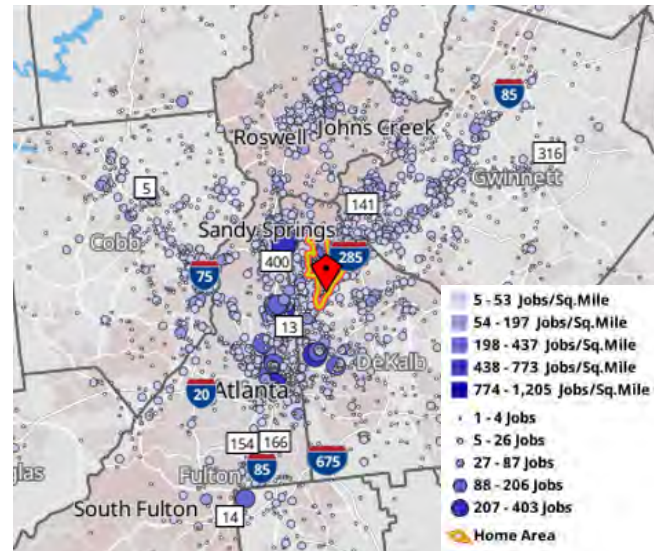 85
Roswell
Johns Creek
316
5
Gwinnett
141
Sandy Springs
Cobb
400
285
75
13
DeKalb
20
Atlanta
154
166
Fulton
85
675
glas
South Fulton
14
5 - 53 Jobs/Sq.Mile
54 - 197 Jobs/Sq.Mile
198 - 437 Jobs/Sq.Mile
438 - 773 Jobs/Sq.Mile
774 - 1,205 Jobs/Sq.Mile
1 - 4 Jobs
5 - 26 Jobs
27 - 87 Jobs
88 - 206 Jobs
207 - 403 Jobs
Home Area